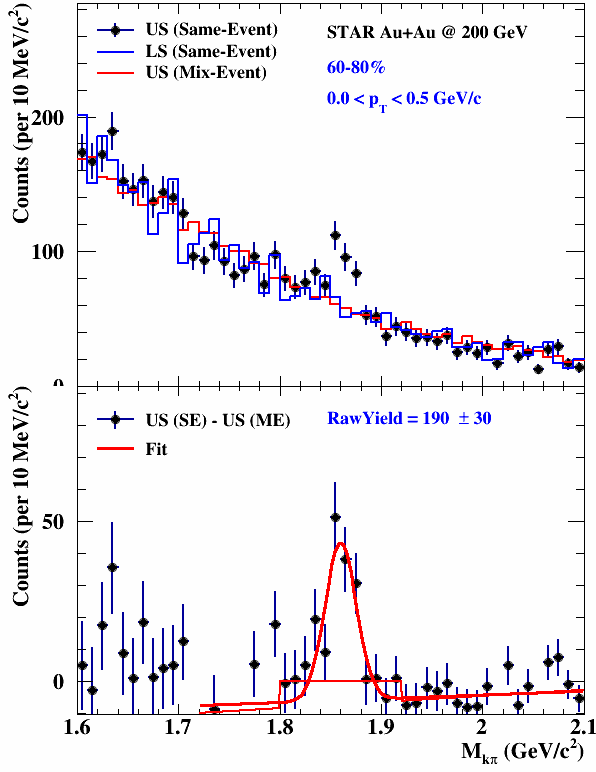 US (Same-Event)
LS (Same-Event)
US (Mix-Event)
STAR Au+Au @ 200 GeV
60-80%
0.0 < p_T < 0.5 GeV/c
Counts (per 10 MeV/c²)
200
100
0
US (SE) - US (ME)
Fit
RawYield = 190 ± 30
Counts (per 10 MeV/c²)
50
0
1.6 1.7 1.8 1.9 2 2.1
M_kπ (GeV/c²)